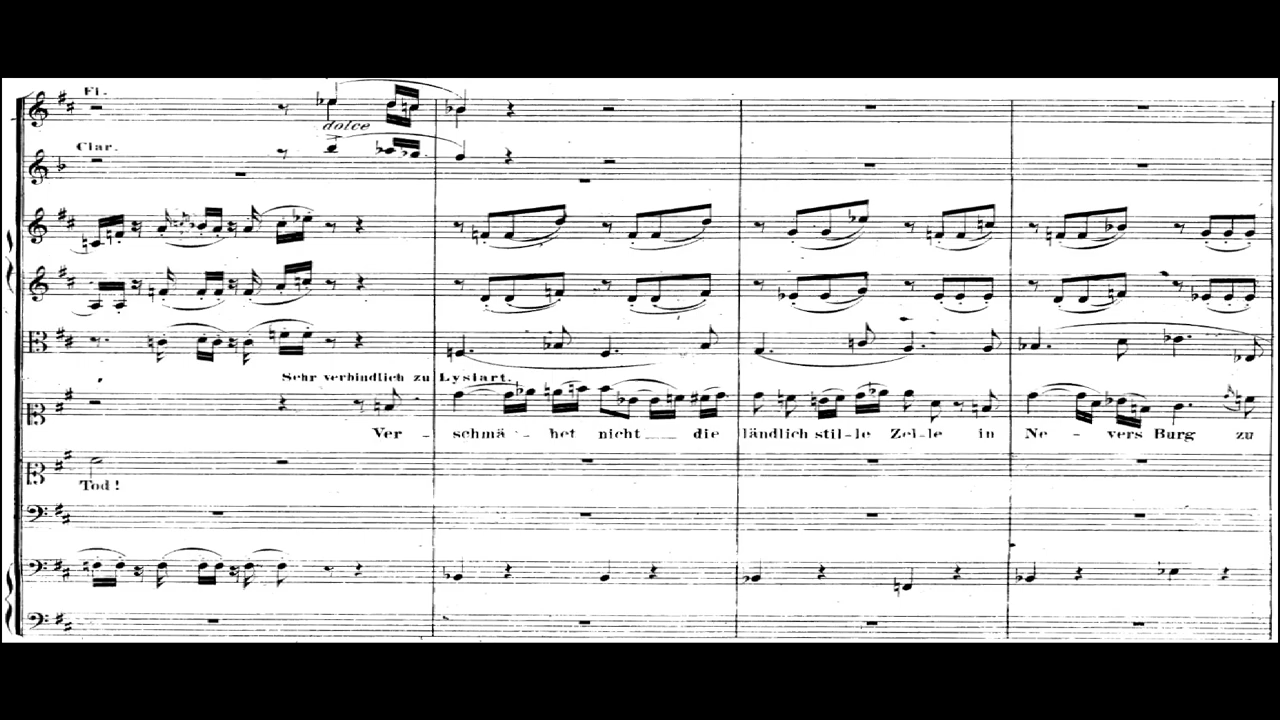 Fl.
dolce
Clar.
Sehr verbindlich zu Lysiart.
Ver - schmä - het nicht die ländlich stil - le Zel - le in Ne - vers Burg zu
Tod!